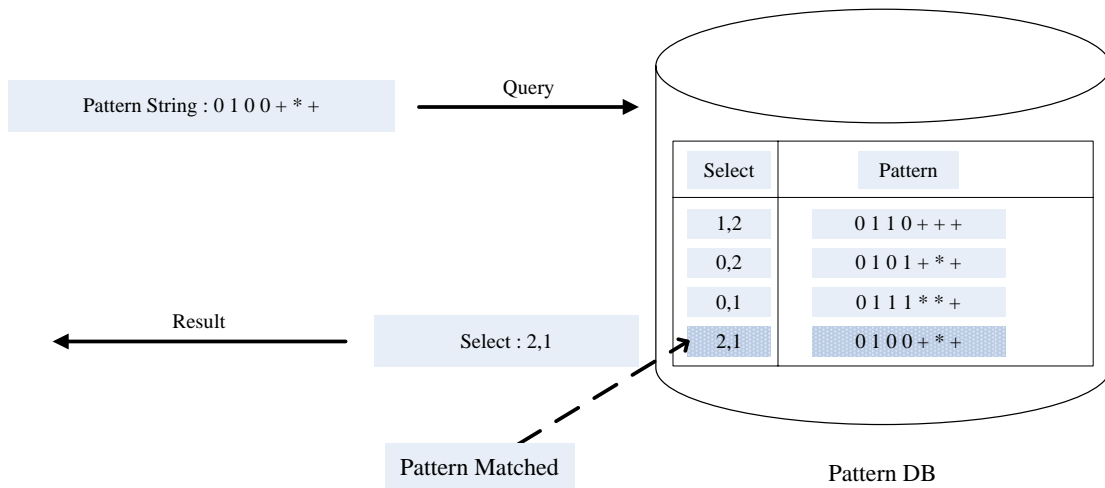 Pattern String : 0 1 0 0 + * +
Query
Select Pattern
1,2 0 1 1 0 + + +
0,2 0 1 0 1 + * +
0,1 0 1 1 1 * * +
2,1 0 1 0 0 + * +
Result
Select : 2,1
Pattern Matched
Pattern DB